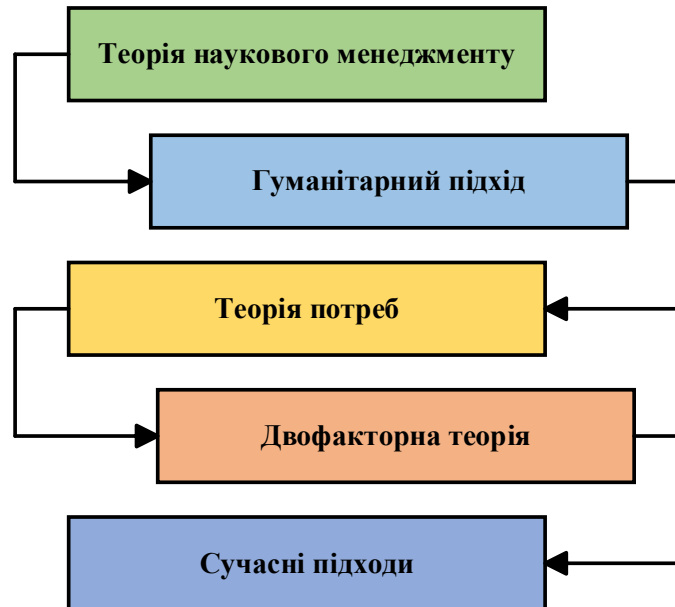 Теорія наукового менеджменту
Гуманітарний підхід
Теорія потреб
Двофакторна теорія
Сучасні підходи